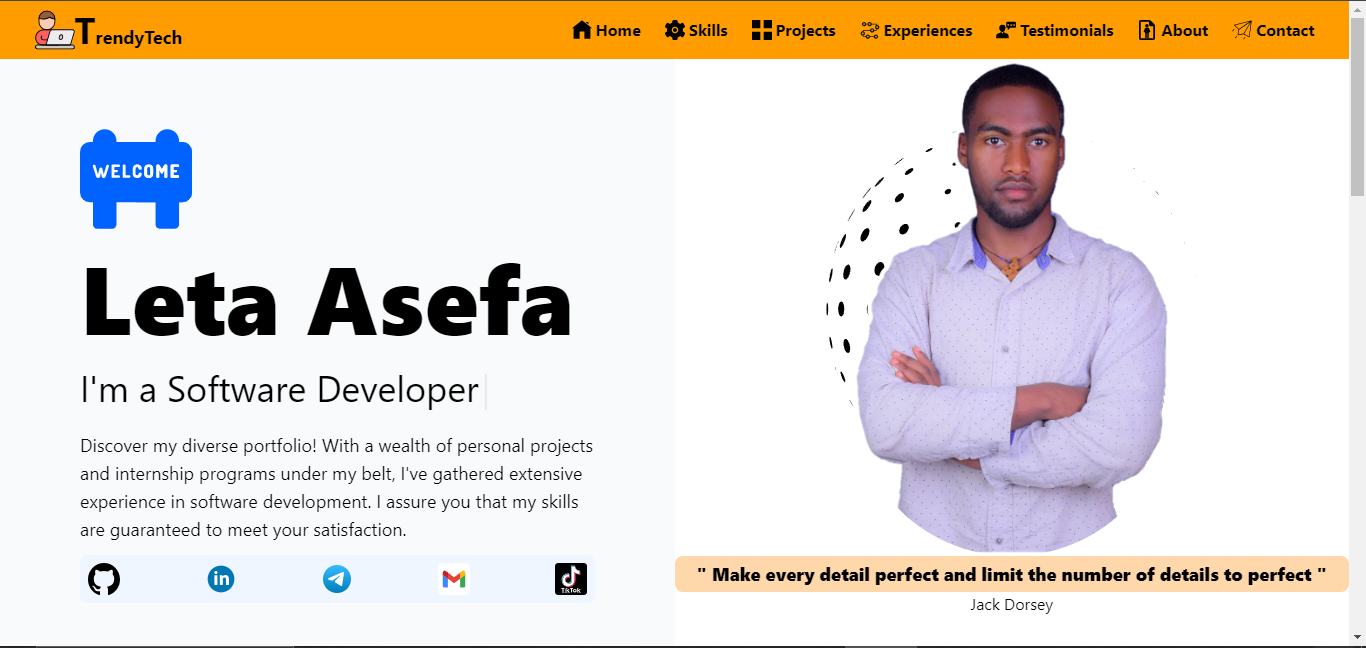 TrendyTech
Home
Skills
Projects
Experiences
Testimonials
About
Contact
WELCOME
Leta Asefa
I'm a Software Developer
Discover my diverse portfolio! With a wealth of personal projects
and internship programs under my belt, I've gathered extensive
experience in software development. I assure you that my skills
are guaranteed to meet your satisfaction.
in
TikTok
" Make every detail perfect and limit the number of details to perfect "
Jack Dorsey